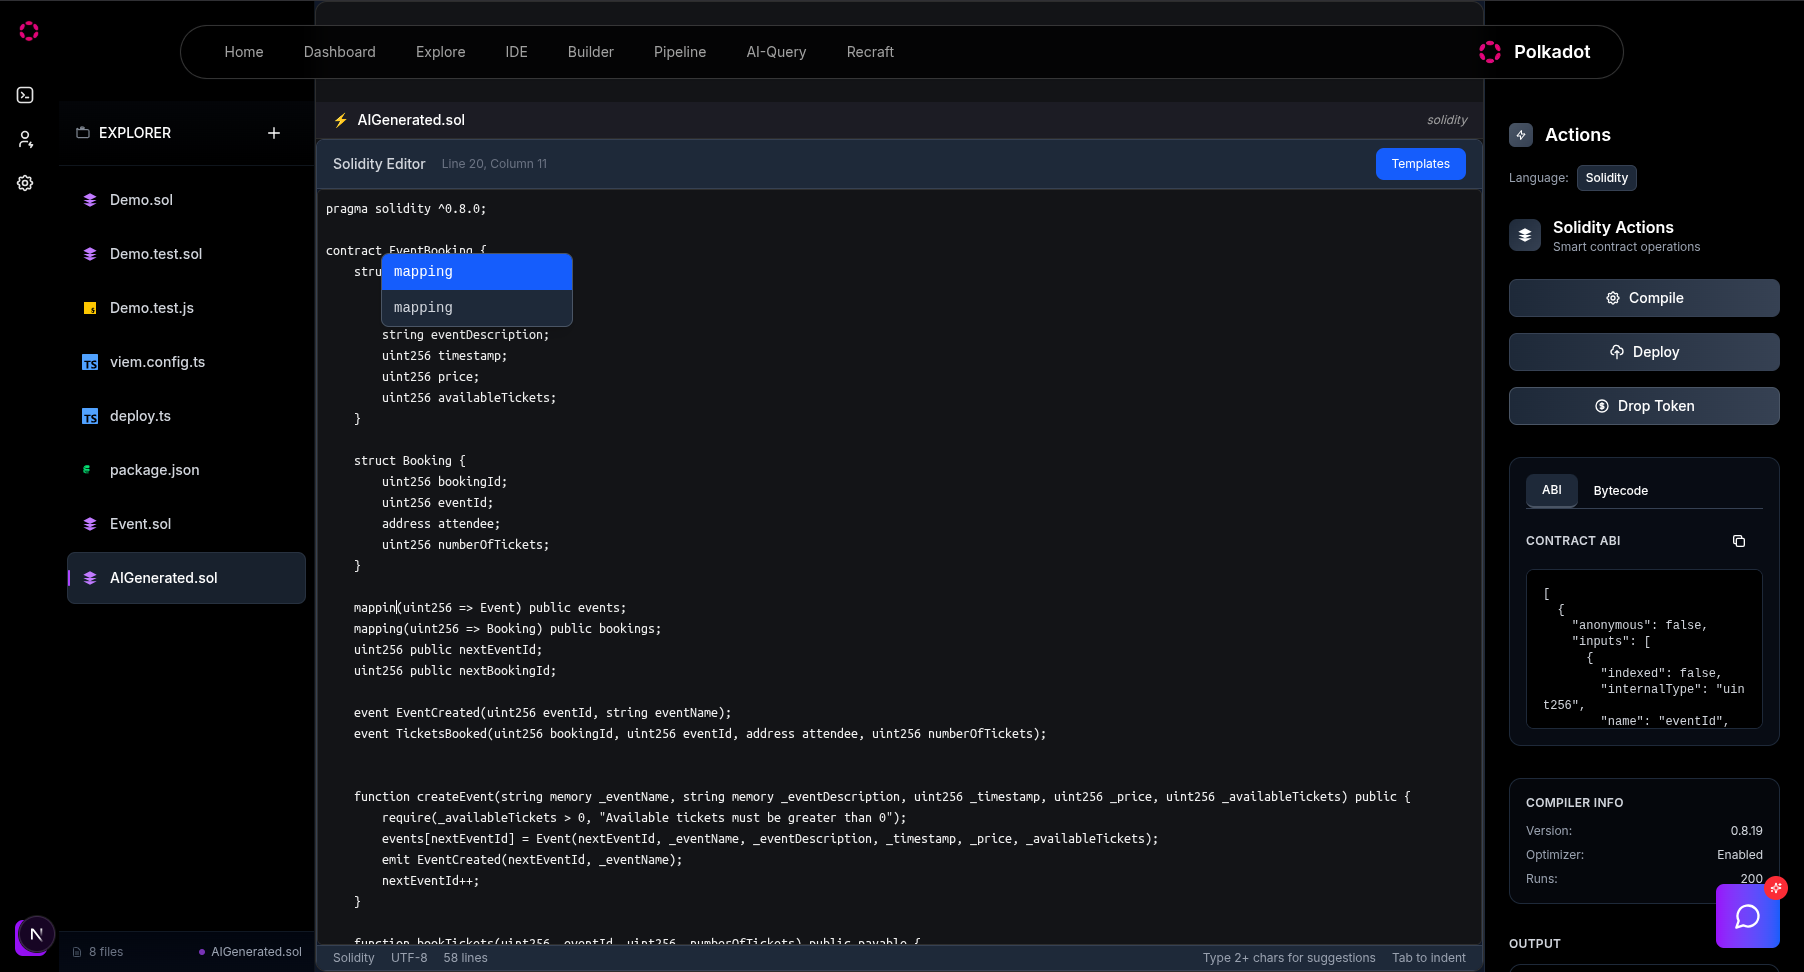 Home Dashboard Explore IDE Builder Pipeline AI-Query Recraft
Polkadot
EXPLORER
Demo.sol
Demo.test.sol
Demo.test.js
viem.config.ts
deploy.ts
package.json
Event.sol
AIGenerated.sol
8 files
AIGenerated.sol
AIGenerated.sol
solidity
Solidity Editor Line 20, Column 11
Templates
pragma solidity ^0.8.0;
contract EventBooking {
stru
mapping
mapping
string eventDescription;
uint256 timestamp;
uint256 price;
uint256 availableTickets;
}
struct Booking {
uint256 bookingId;
uint256 eventId;
address attendee;
uint256 numberOfTickets;
}
mappin(uint256 => Event) public events;
mapping(uint256 => Booking) public bookings;
uint256 public nextEventId;
uint256 public nextBookingId;
event EventCreated(uint256 eventId, string eventName);
event TicketsBooked(uint256 bookingId, uint256 eventId, address attendee, uint256 numberOfTickets);
function createEvent(string memory _eventName, string memory _eventDescription, uint256 _timestamp, uint256 _price, uint256 _availableTickets) public {
require(_availableTickets > 0, "Available tickets must be greater than 0");
events[nextEventId] = Event(nextEventId, _eventName, _eventDescription, _timestamp, _price, _availableTickets);
emit EventCreated(nextEventId, _eventName);
nextEventId++;
}
function bookTickets(uint256 _eventId, uint256 _numberOfTickets) public payable {
Solidity UTF-8 58 lines
Type 2+ chars for suggestions Tab to indent
Actions
Language: Solidity
Solidity Actions
Smart contract operations
Compile
Deploy
Drop Token
ABI Bytecode
CONTRACT ABI
[
{
"anonymous": false,
"inputs": [
{
"indexed": false,
"internalType": "uin
t256",
"name": "eventId",
COMPILER INFO
Version: 0.8.19
Optimizer: Enabled
Runs: 200
OUTPUT
N